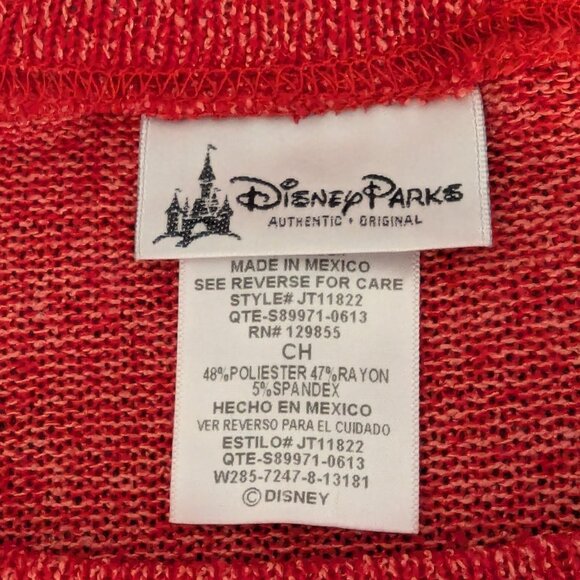 Disney Parks
AUTHENTIC • ORIGINAL
MADE IN MEXICO
SEE REVERSE FOR CARE
STYLE# JT11822
QTE-S89971-0613
RN# 129855
CH
48%POLIESTER 47%RAYON
5%SPANDEX
HECHO EN MEXICO
VER REVERSO PARA EL CUIDADO
ESTILO# JT11822
QTE-S89971-0613
W285-7247-8-13181
©DISNEY